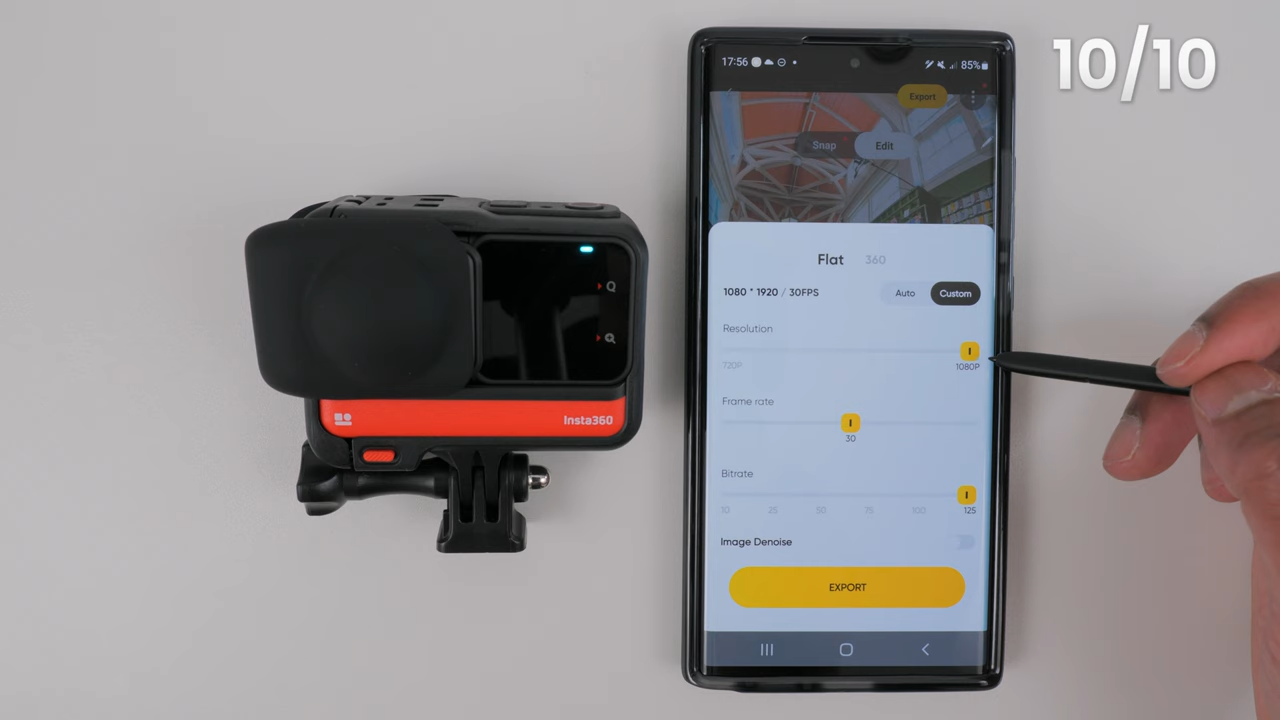 10/10
17:56
85%
Export
Snap
Edit
Flat
360
1080 * 1920 / 30FPS
Auto
Custom
Resolution
720P
1080P
Frame rate
30
Bitrate
10
25
50
75
100
125
Image Denoise
EXPORT
Q
Insta360